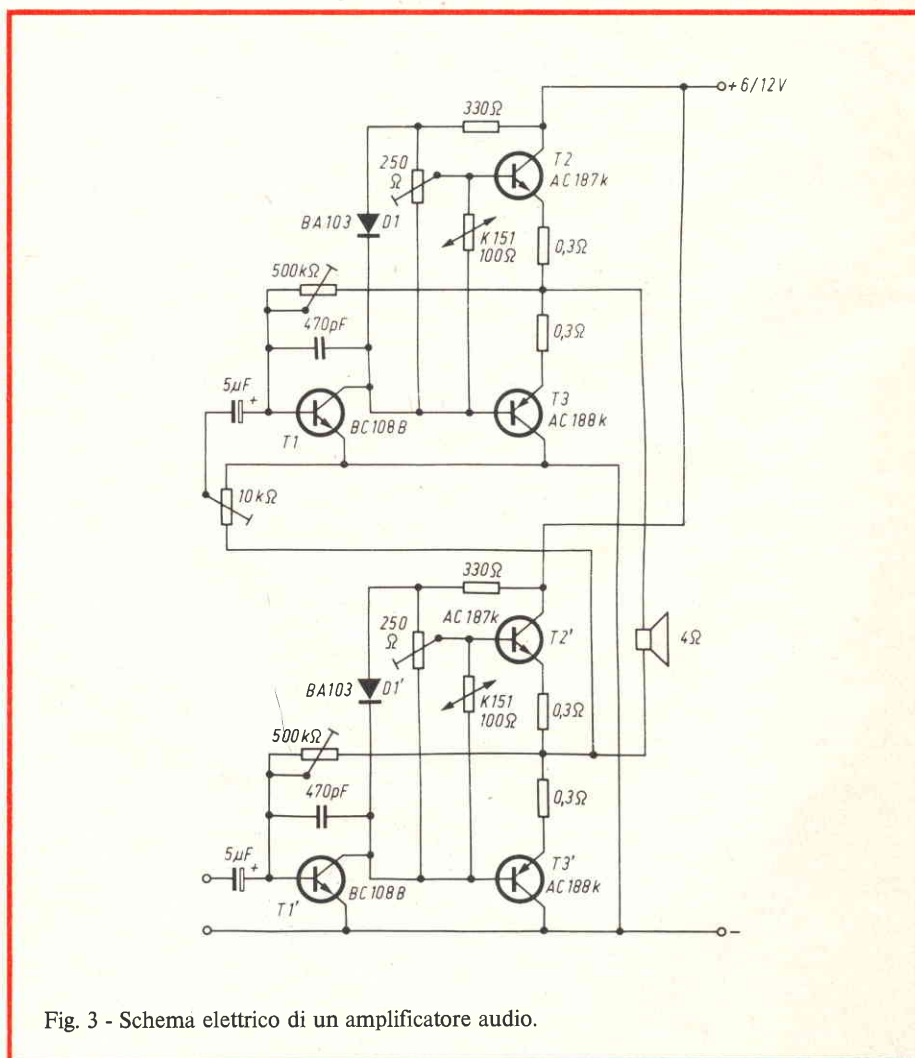 + 6/12V
330Ω
T2
AC187k
250
Ω
BA103
D1
K151
100Ω
0,3Ω
500kΩ
470pF
0,3Ω
5µF
+
T3
AC188k
T1
BC108B
10kΩ
330Ω
250
Ω
AC187k
T2'
4Ω
BA103
D1'
K151
100Ω
0,3Ω
500kΩ
470pF
0,3Ω
5µF
+
T3'
AC188k
T1'
BC108B
-
Fig. 3 - Schema elettrico di un amplificatore audio.